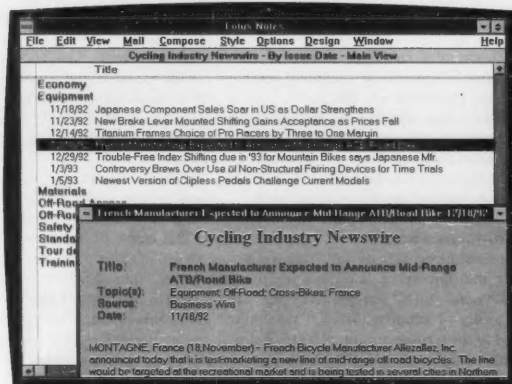 Lotus Notes
File Edit View Mail Compose Style Options Design Window Help
Cycling Industry Newswire - By Issue Date - Main View
Title
Economy
Equipment
11/18/92 Japanese Component Sales Soar in US as Dollar Strengthens
11/23/92 New Brake Lever Mounted Shifting Gains Acceptance as Prices Fall
12/14/92 Titanium Frames Choice of Pro Racers by Three to One Margin
12/29/92 Trouble-Free Index Shifting due in '93 for Mountain Bikes says Japanese Mfr.
1/3/93 Controversy Brews Over Use of Non-Structural Fairing Devices for Time Trials
1/5/93 Newest Version of Clipless Pedals Challenge Current Models
Materials
Off-Road
Off-Road
Safety
Standa
Tour de
Trainin
French Manufacturer Expected to Announce Mid-Range ATB/Road Bike
Cycling Industry Newswire
Title: French Manufacturer Expected to Announce Mid-Range
ATB/Road Bike
Topic(s): Equipment; Off-Road; Cross-Bikes; France
Source: Business Wire
Date: 11/18/92
MONTAGNE, France (18, November) - French Bicycle Manufacturer Allezallez, Inc.
announced today that it is test-marketing a new line of mid-range off road bicycles. The line
would be targeted at the recreational market and is being tested in several cities in Northern